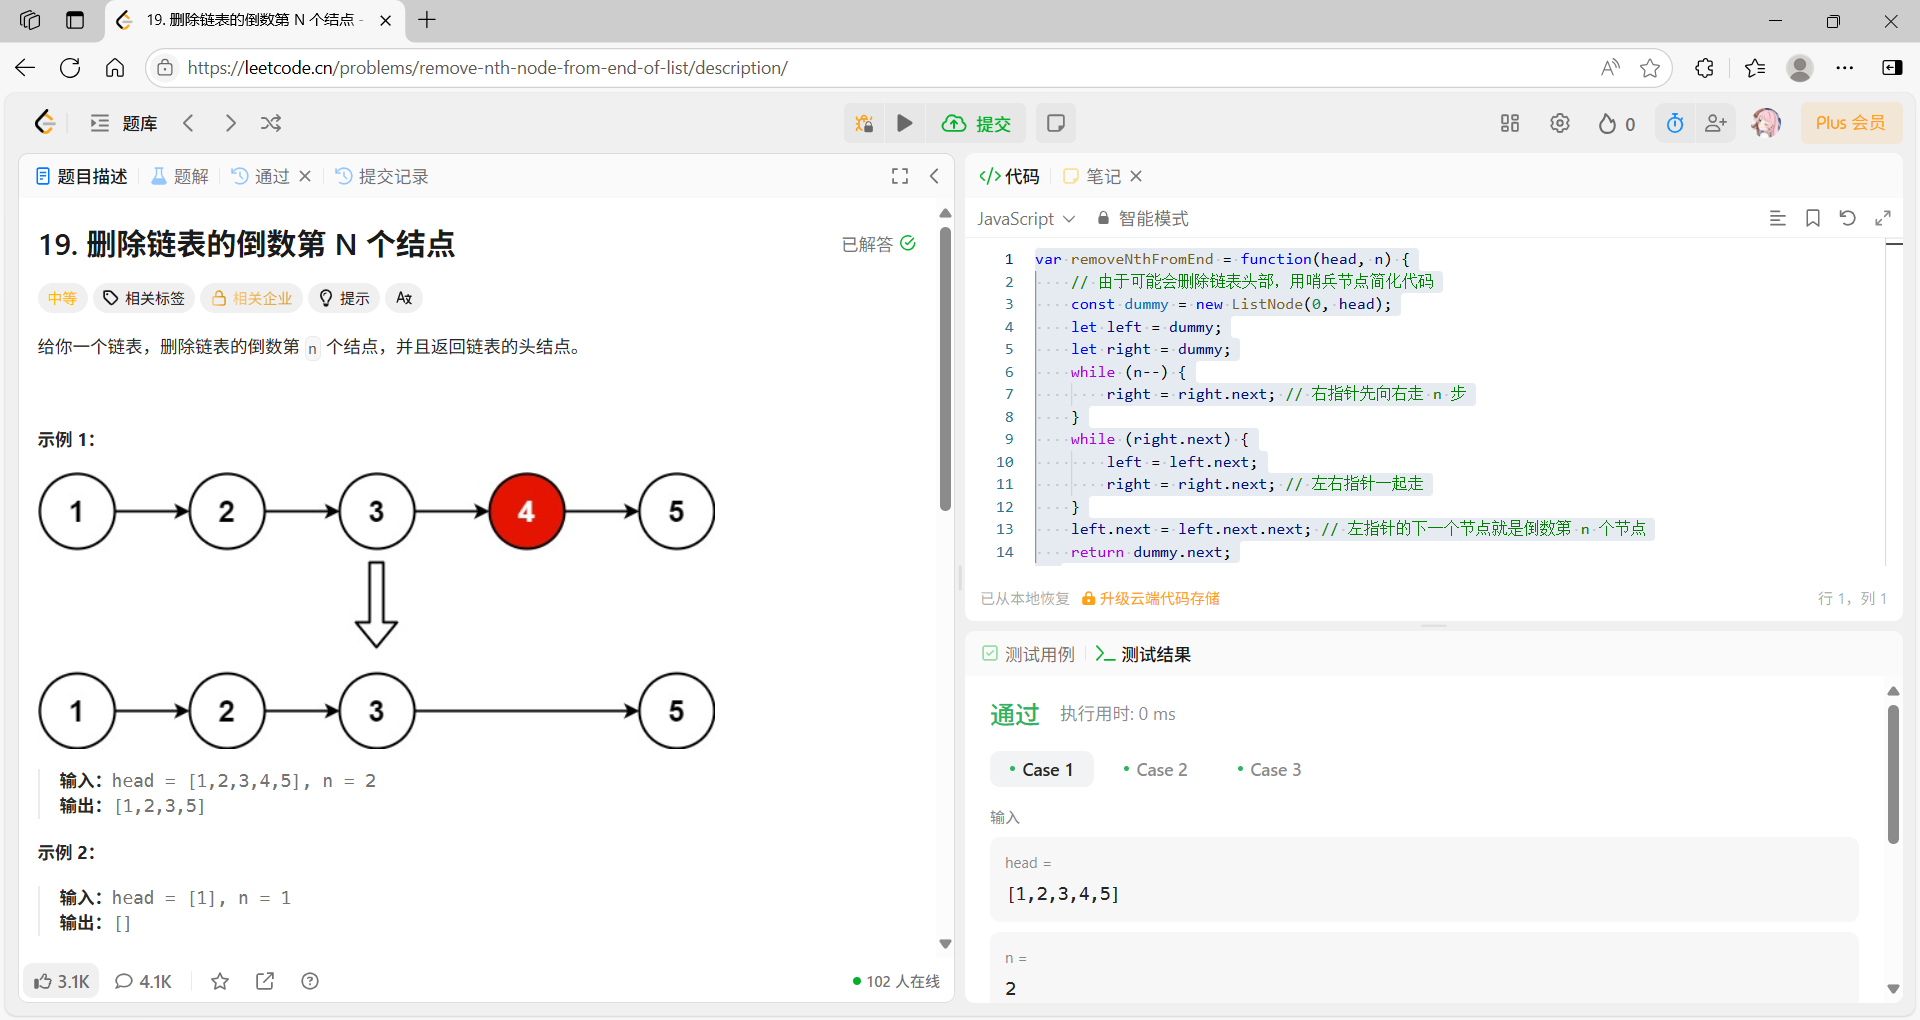 19. 删除链表的倒数第 N 个结点 -
https://leetcode.cn/problems/remove-nth-node-from-end-of-list/description/
题库
提交
0
Plus 会员
题目描述
题解
通过
提交记录
19. 删除链表的倒数第 N 个结点
已解答
中等
相关标签
相关企业
提示
给你一个链表，删除链表的倒数第 n 个结点，并且返回链表的头结点。
示例 1：
1 2 3 4 5
1 2 3 5
输入：head = [1,2,3,4,5], n = 2
输出：[1,2,3,5]
示例 2：
输入：head = [1], n = 1
输出：[]
3.1K
4.1K
102 人在线
</> 代码
笔记
JavaScript
智能模式
1 var removeNthFromEnd = function(head, n) {
2 // 由于可能会删除链表头部，用哨兵节点简化代码
3 const dummy = new ListNode(0, head);
4 let left = dummy;
5 let right = dummy;
6 while (n--) {
7 right = right.next; // 右指针先向右走 n 步
8 }
9 while (right.next) {
10 left = left.next;
11 right = right.next; // 左右指针一起走
12 }
13 left.next = left.next.next; // 左指针的下一个节点就是倒数第 n 个节点
14 return dummy.next;
已从本地恢复
升级云端代码存储
行 1，列 1
测试用例
测试结果
通过
执行用时: 0 ms
Case 1
Case 2
Case 3
输入
head =
[1,2,3,4,5]
n =
2